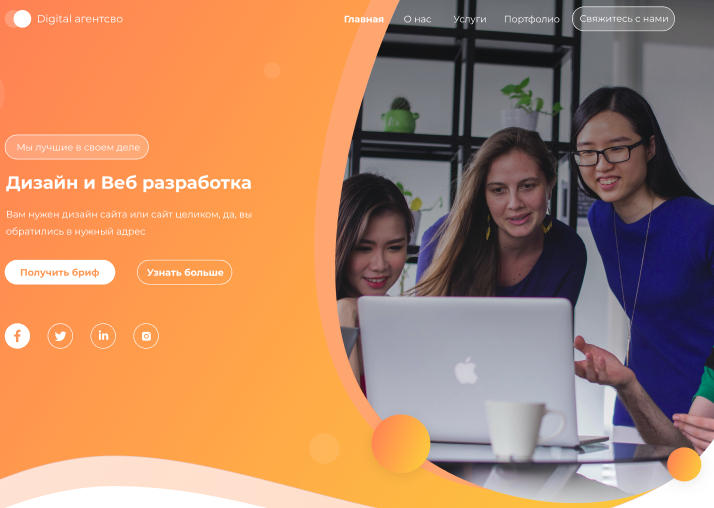 Digital агентсво
Главная
О нас
Услуги
Портфолио
Свяжитесь с нами
Мы лучшие в своем деле
Дизайн и Веб разработка
Вам нужен дизайн сайта или сайт целиком, да, вы
обратились в нужный адрес
Получить бриф
Узнать больше